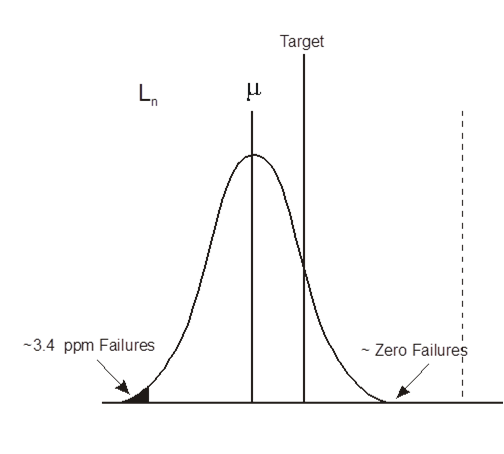 Target
Ln
μ
~3.4 ppm Failures
~ Zero Failures